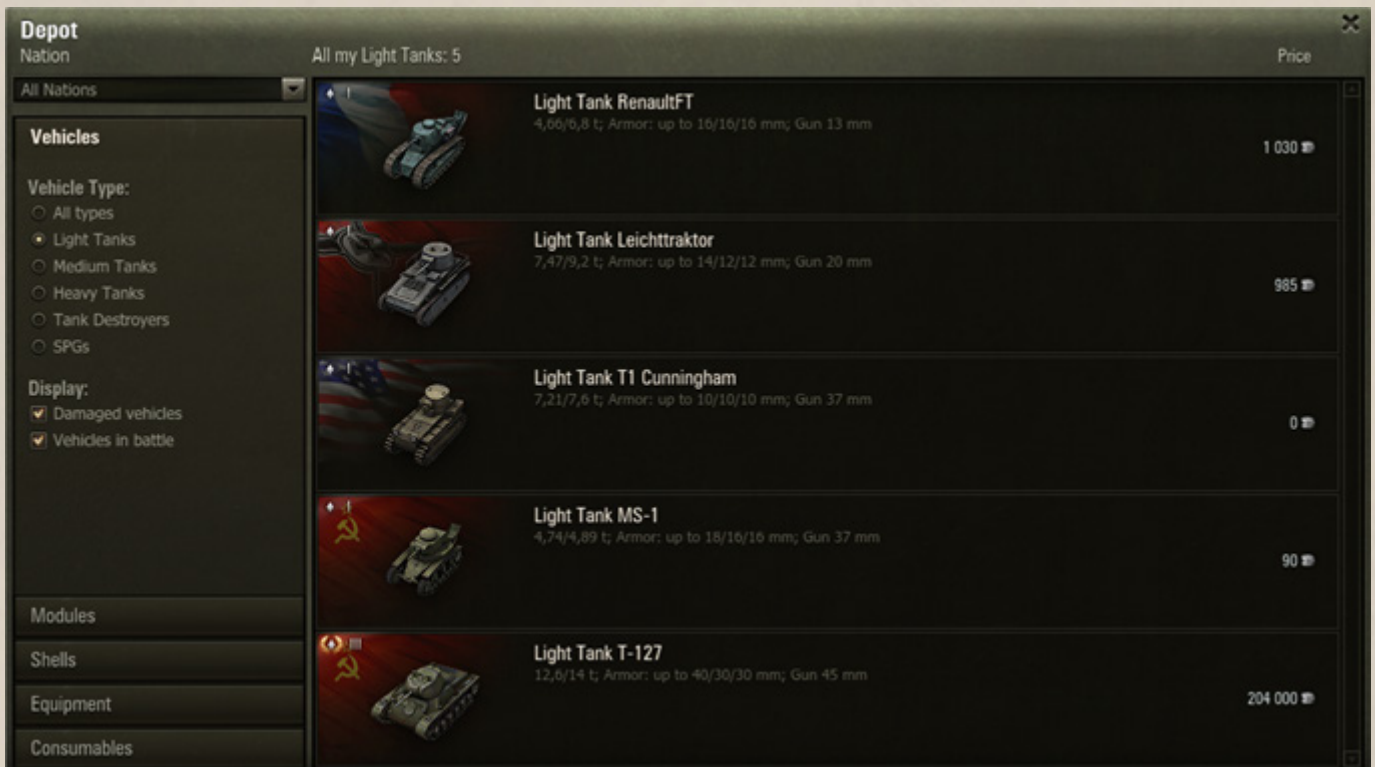 Depot
Nation
All my Light Tanks: 5
Price
All Nations
Vehicles
Vehicle Type:
All types
Light Tanks
Medium Tanks
Heavy Tanks
Tank Destroyers
SPGs
Display:
Damaged vehicles
Vehicles in battle
Modules
Shells
Equipment
Consumables
I
Light Tank RenaultFT
4,66/6,8 t; Armor: up to 16/16/16 mm; Gun 13 mm
1 030
I
Light Tank Leichttraktor
7,47/9,2 t; Armor: up to 14/12/12 mm; Gun 20 mm
985
I
Light Tank T1 Cunningham
7,21/7,6 t; Armor: up to 10/10/10 mm; Gun 37 mm
0
I
Light Tank MS-1
4,74/4,89 t; Armor: up to 18/16/16 mm; Gun 37 mm
90
III
Light Tank T-127
12,6/14 t; Armor: up to 40/30/30 mm; Gun 45 mm
204 000